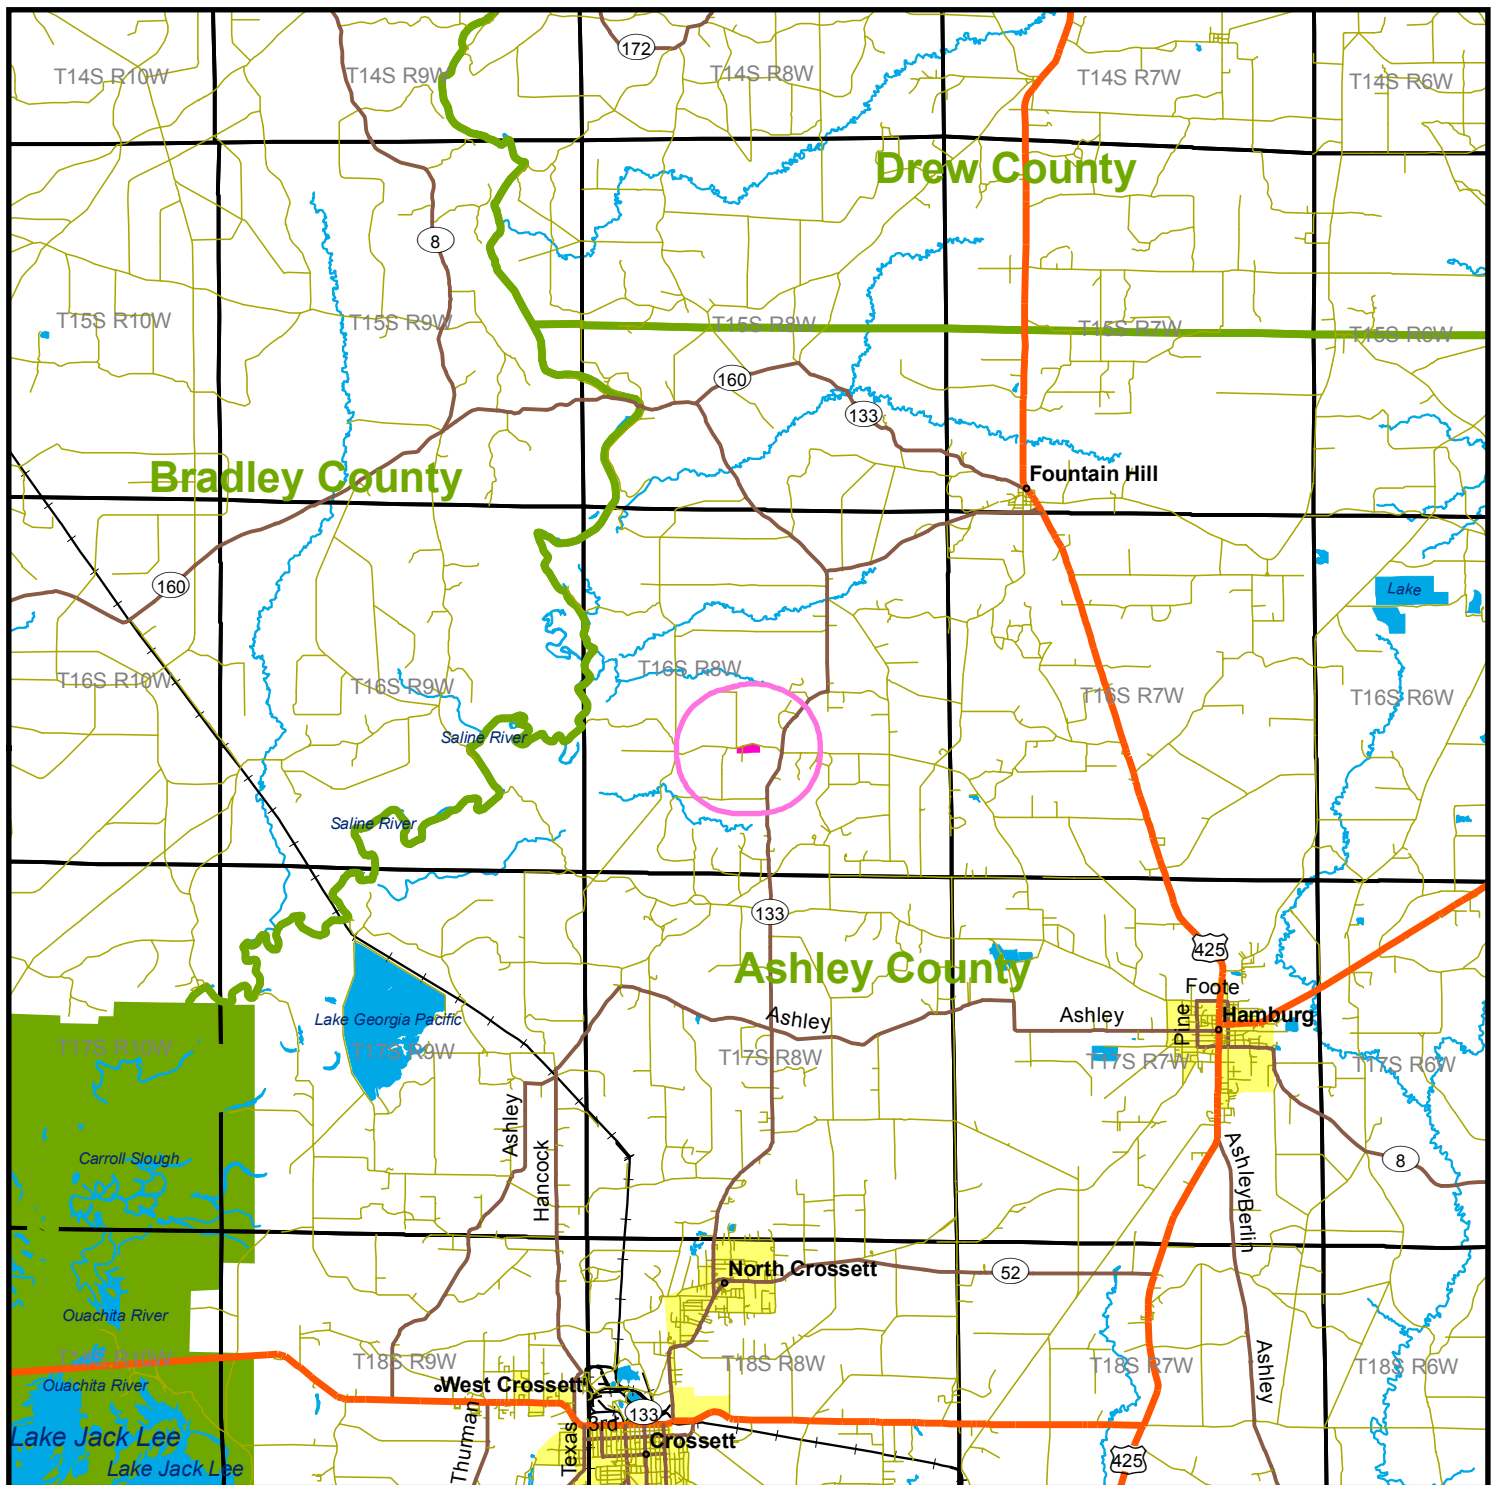 172
T14S R10W
T14S R9W
T14S R8W
T14S R7W
T14S R6W
Drew County
8
T15S R10W
T15S R9W
T15S R8W
T15S R7W
T15S R6W
160
133
Bradley County
Fountain Hill
160
Lake
T16S R10W
T16S R9W
T16S R8W
T16S R7W
T16S R6W
Saline River
Saline River
133
425
Ashley County
Foote
Lake Georgia Pacific
Ashley
Ashley
Pine
Hamburg
T17S R10W
T17S R9W
T17S R8W
T17S R7W
T17S R6W
Ashley
Hancock
Carroll Slough
AshleyBerlin
8
North Crossett
52
Ouachita River
T18S R10W
T18S R9W
T18S R8W
T18S R7W
T18S R6W
Ouachita River
West Crossett
Ashley
133
3rd
Thurman
Texas
Crossett
Lake Jack Lee
Lake Jack Lee
425